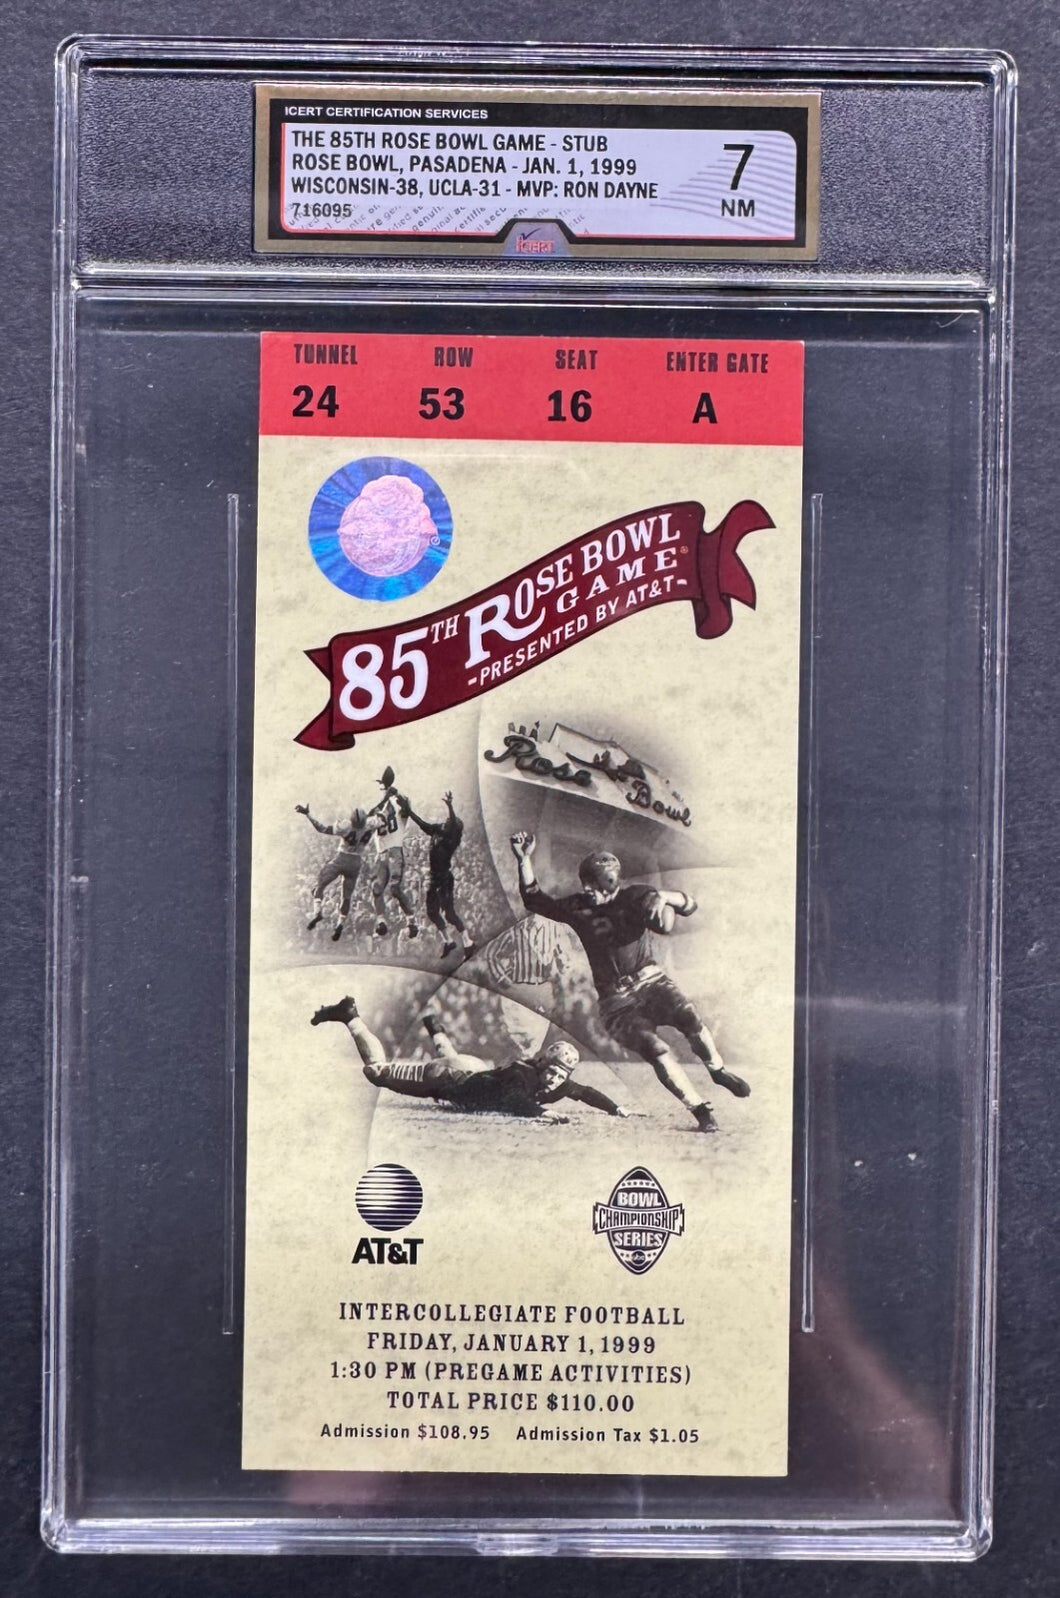 ICERT CERTIFICATION SERVICES
THE 85TH ROSE BOWL GAME - STUB
ROSE BOWL, PASADENA - JAN. 1, 1999
WISCONSIN-38, UCLA-31 - MVP: RON DAYNE
716095
7
NM
ICERT
TUNNEL ROW SEAT ENTER GATE
24 53 16 A
85TH ROSE BOWL
GAME
-PRESENTED BY AT&T-
Rose Bowl
20
AT&T
BOWL
CHAMPIONSHIP
SERIES
abc
INTERCOLLEGIATE FOOTBALL
FRIDAY, JANUARY 1, 1999
1:30 PM (PREGAME ACTIVITIES)
TOTAL PRICE $110.00
Admission $108.95 Admission Tax $1.05